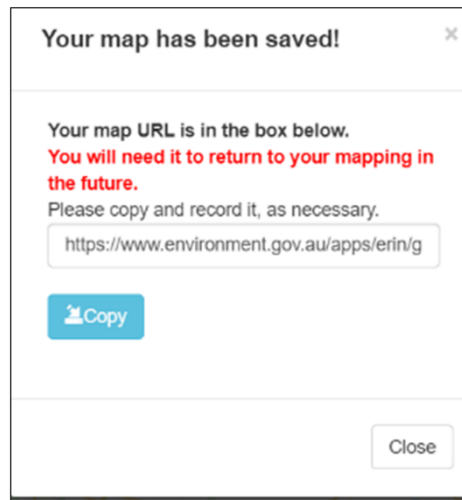 Your map has been saved!
×
Your map URL is in the box below.
You will need it to return to your mapping in
the future.
Please copy and record it, as necessary.
https://www.environment.gov.au/apps/erin/g
Copy
Close